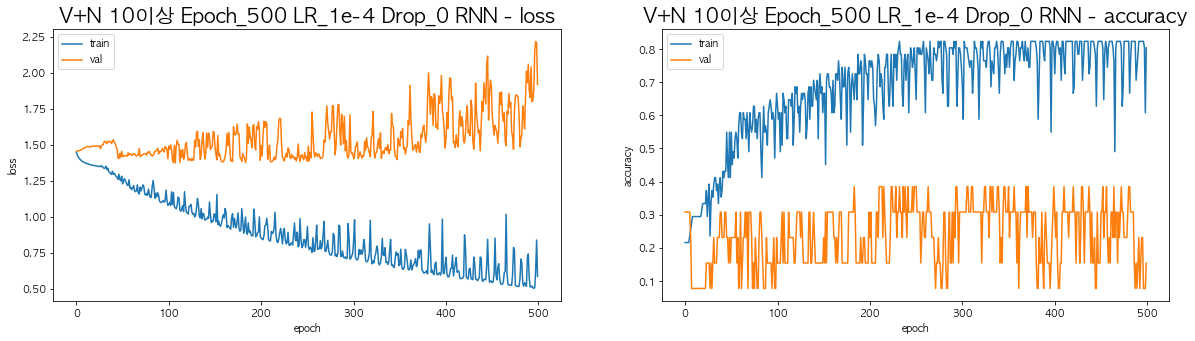 V+N 10이상 Epoch_500 LR_1e-4 Drop_0 RNN - loss
train
val
2.25
2.00
1.75
1.50
1.25
1.00
0.75
0.50
loss
0
100
200
300
400
500
epoch
V+N 10이상 Epoch_500 LR_1e-4 Drop_0 RNN - accuracy
train
val
0.8
0.7
0.6
0.5
0.4
0.3
0.2
0.1
accuracy
0
100
200
300
400
500
epoch